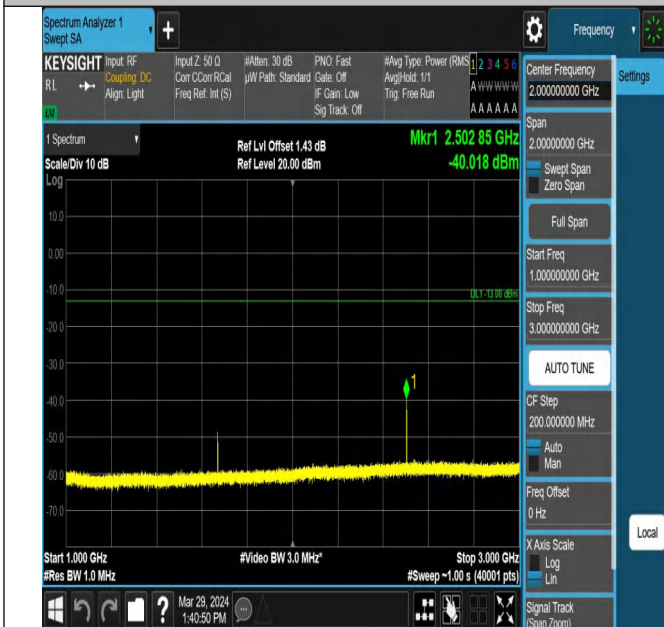 Spectrum Analyzer 1
Swept SA
+
Frequency
KEYSIGHT
RL
Input: RF
Coupling: DC
Align: Light
Input Z: 50 Ω
Corr CCorr RCal
Freq Ref: Int (S)
#Atten: 30 dB
µW Path: Standard
PNO: Fast
Gate: Off
IF Gain: Low
Sig Track: Off
#Avg Type: Power (RMS
Avg|Hold: 1/1
Trig: Free Run
1 2 3 4 5 6
A W W W W W
A A A A A A
LXI
1 Spectrum
Scale/Div 10 dB
Ref Lvl Offset 1.43 dB
Ref Level 20.00 dBm
Mkr1 2.502 85 GHz
-40.018 dBm
Log
10.0
0.00
-10.0
DL1 -13.00 dBm
-20.0
-30.0
1
-40.0
-50.0
-60.0
-70.0
Start 1.000 GHz
#Res BW 1.0 MHz
#Video BW 3.0 MHz*
Stop 3.000 GHz
#Sweep ~1.00 s (40001 pts)
?
Mar 29, 2024
1:40:50 PM
Center Frequency
2.000000000 GHz
Settings
Span
2.00000000 GHz
Swept Span
Zero Span
Full Span
Start Freq
1.000000000 GHz
Stop Freq
3.000000000 GHz
AUTO TUNE
CF Step
200.000000 MHz
Auto
Man
Freq Offset
0 Hz
Local
X Axis Scale
Log
Lin
Signal Track
(Span Zoom)